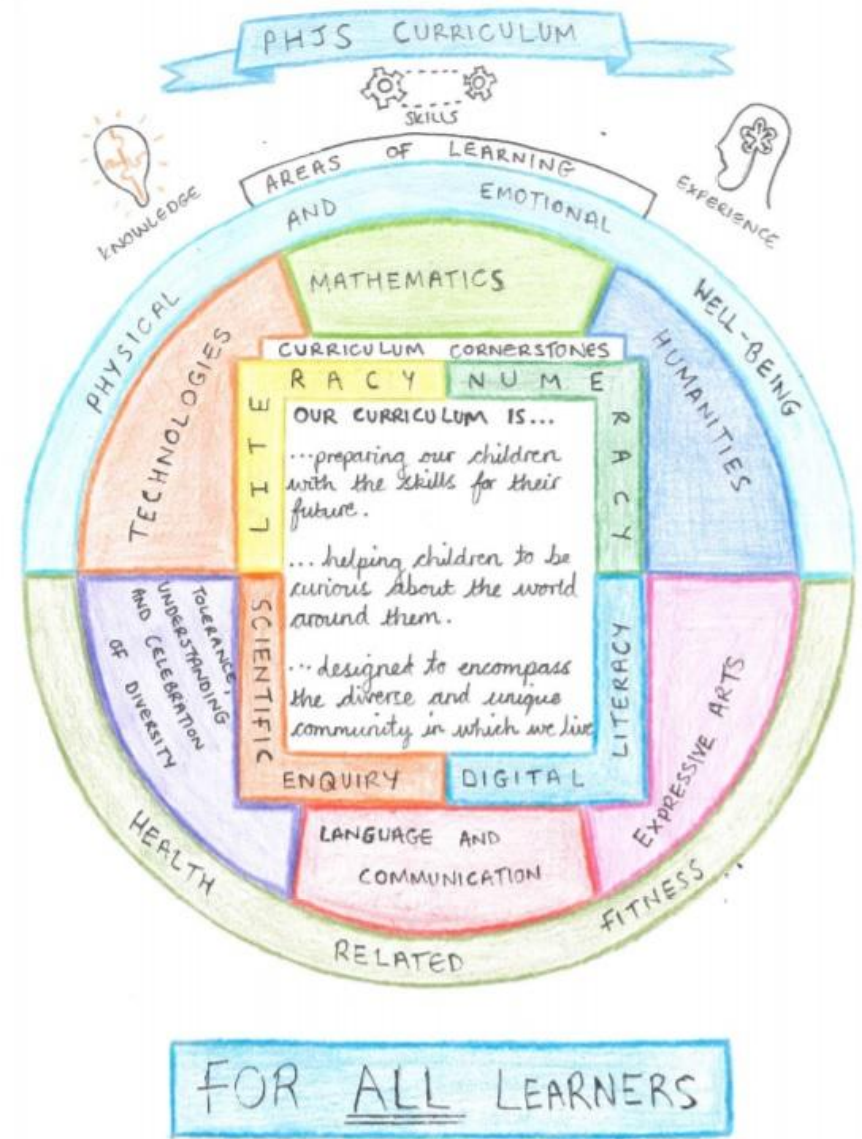 PHJS CURRICULUM
SKILLS
KNOWLEDGE
EXPERIENCE
AREAS OF LEARNING
PHYSICAL AND EMOTIONAL WELL-BEING
MATHEMATICS
TECHNOLOGIES
HUMANITIES
CURRICULUM CORNERSTONES
LITERACY
NUMERACY
OUR CURRICULUM IS...
...preparing our children
with the skills for their
future.
...helping children to be
curious about the world
around them.
...designed to encompass
the diverse and unique
community in which we live
SCIENTIFIC ENQUIRY
DIGITAL LITERACY
TOLERANCE,
UNDERSTANDING
AND CELEBRATION
OF DIVERSITY
EXPRESSIVE ARTS
LANGUAGE AND
COMMUNICATION
HEALTH RELATED FITNESS
FOR ALL LEARNERS